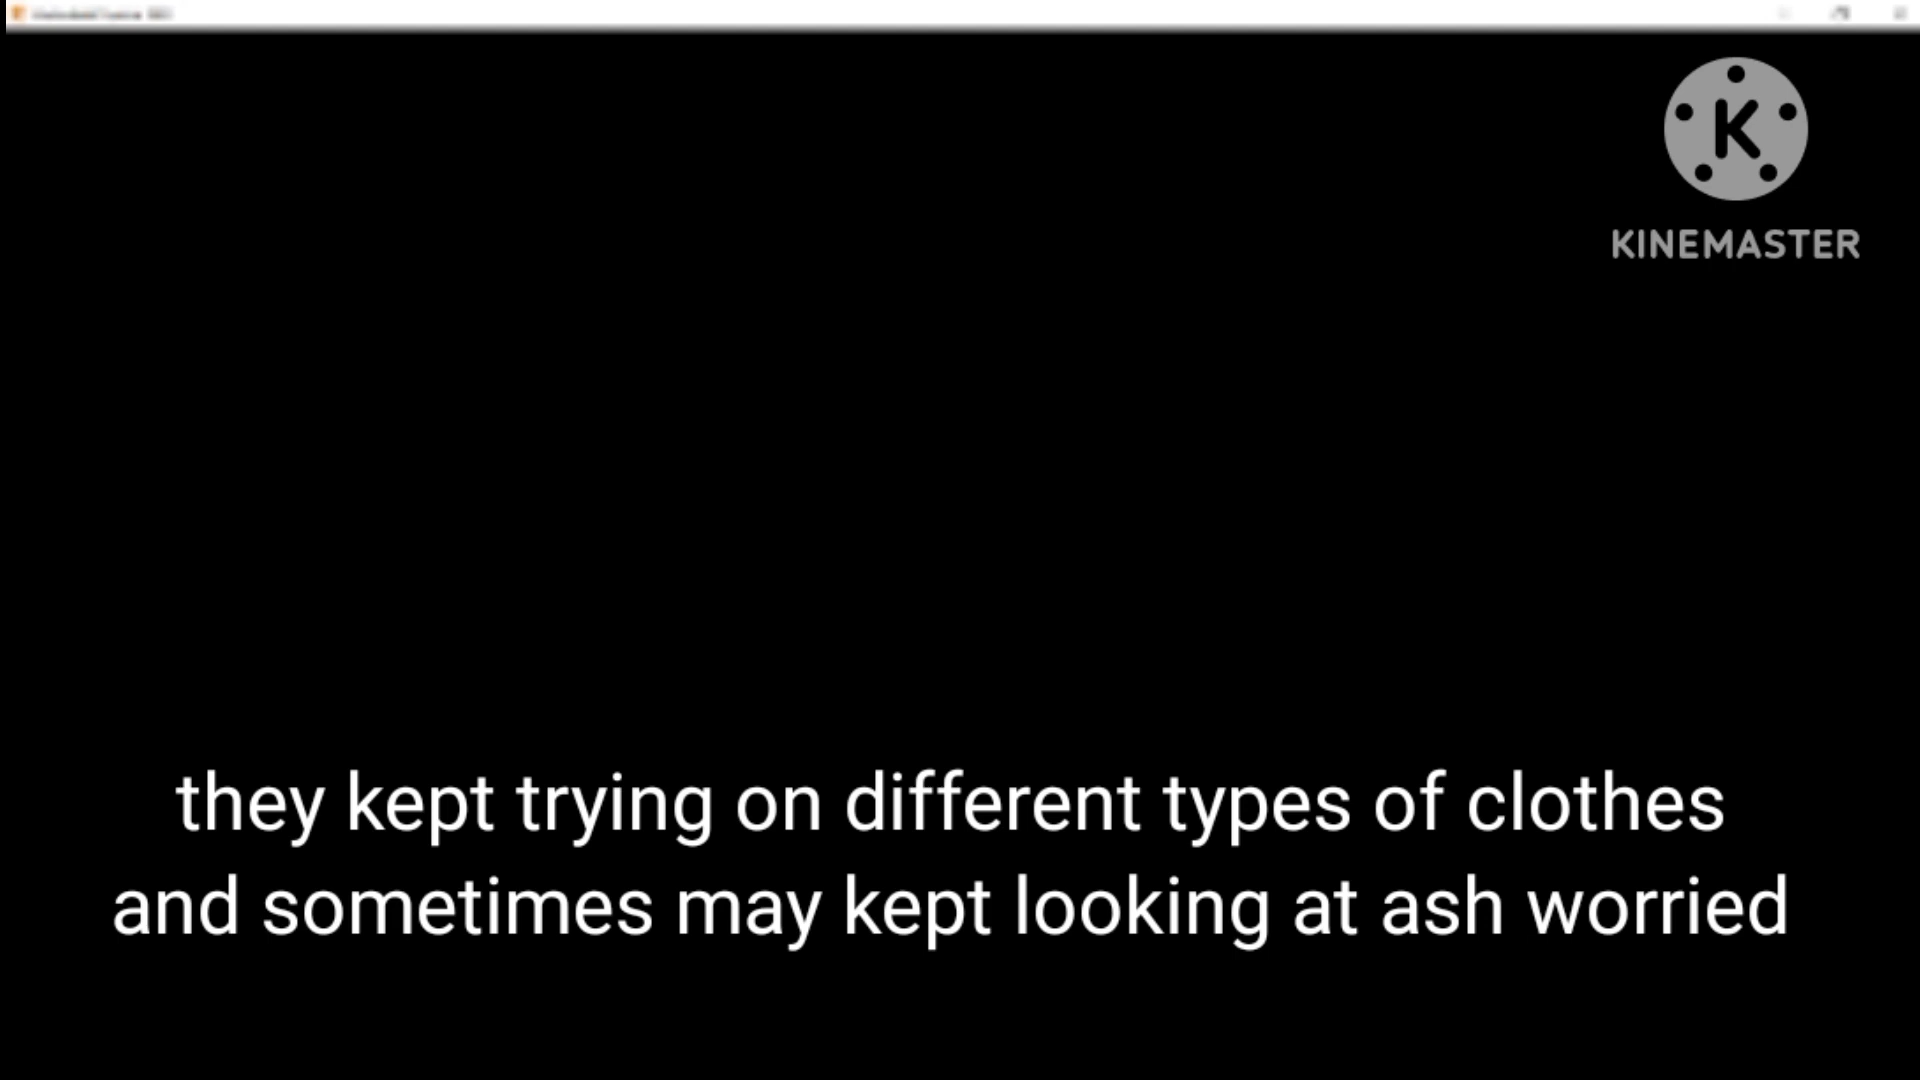 K
KINEMASTER
they kept trying on different types of clothes
and sometimes may kept looking at ash worried